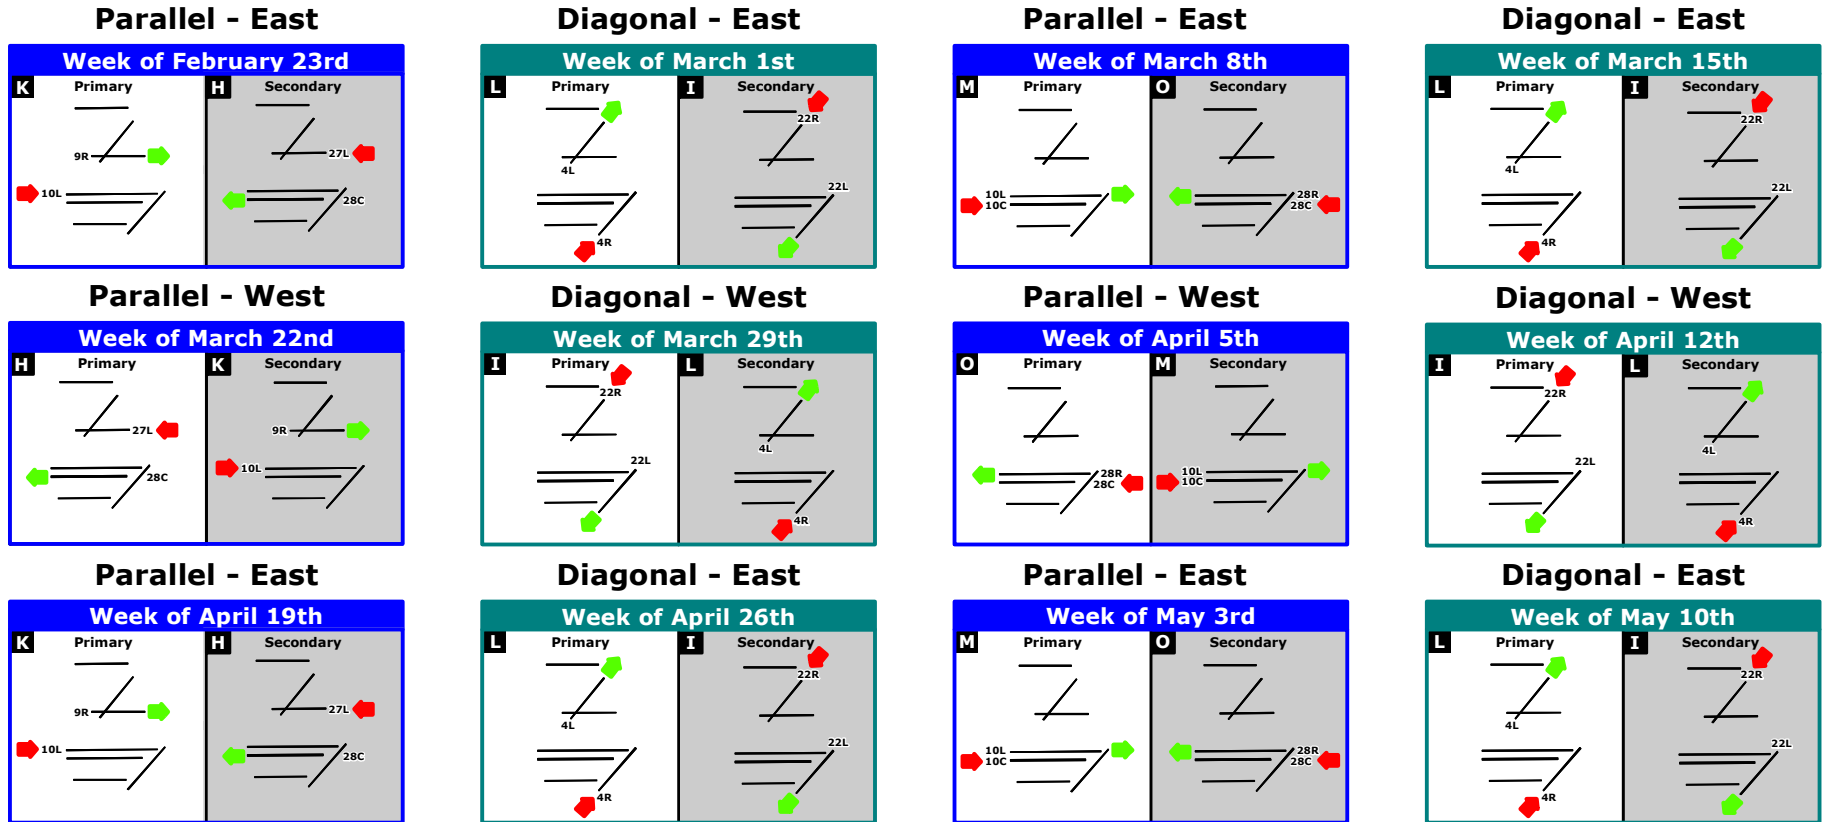 Parallel - East
Week of February 23rd
K Primary H Secondary
9R
27L
10L
28C
Diagonal - East
Week of March 1st
L Primary I Secondary
22R
4L
22L
4R
Parallel - East
Week of March 8th
M Primary O Secondary
10L
10C
28R
28C
Diagonal - East
Week of March 15th
L Primary I Secondary
22R
4L
22L
4R
Parallel - West
Week of March 22nd
H Primary K Secondary
27L
9R
10L
28C
Diagonal - West
Week of March 29th
I Primary L Secondary
22R
4L
22L
4R
Parallel - West
Week of April 5th
O Primary M Secondary
28R
28C
10L
10C
Diagonal - West
Week of April 12th
I Primary L Secondary
22R
4L
22L
4R
Parallel - East
Week of April 19th
K Primary H Secondary
9R
27L
10L
28C
Diagonal - East
Week of April 26th
L Primary I Secondary
22R
4L
22L
4R
Parallel - East
Week of May 3rd
M Primary O Secondary
10L
10C
28R
28C
Diagonal - East
Week of May 10th
L Primary I Secondary
22R
4L
22L
4R